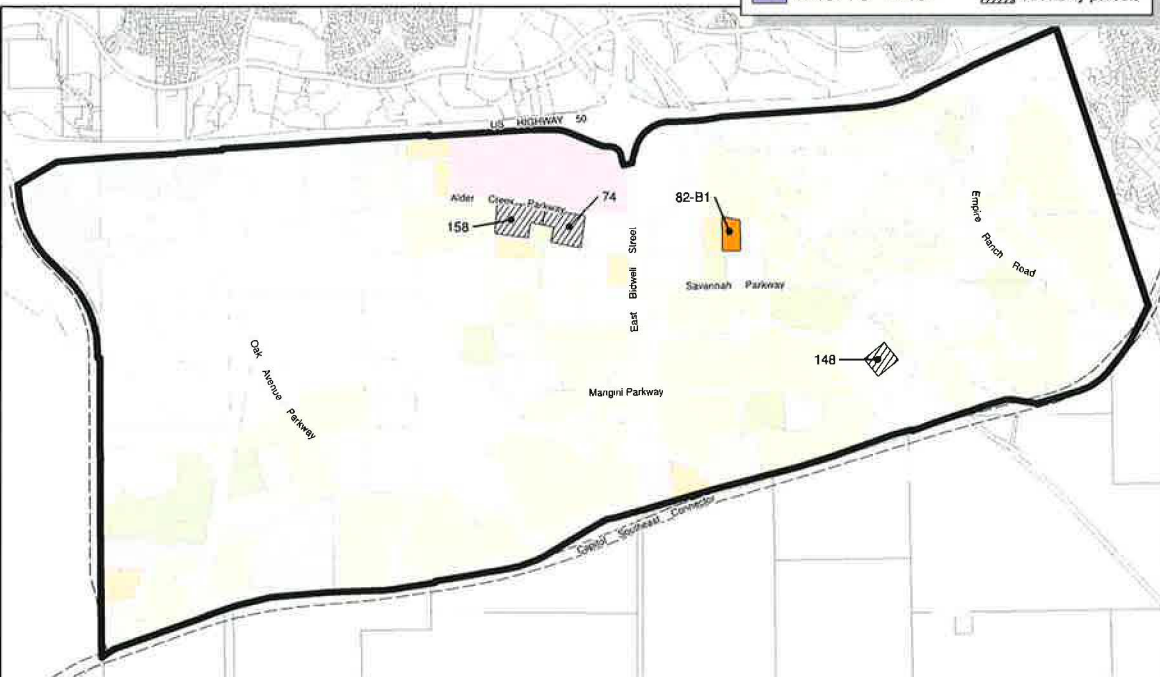 US HIGHWAY 50
Alder Creek Parkway
74
158
82-B1
East Bidwell Street
Empire Ranch Road
Savannah Parkway
148
Oak Avenue Parkway
Mangini Parkway
Capitol Southeast Connector